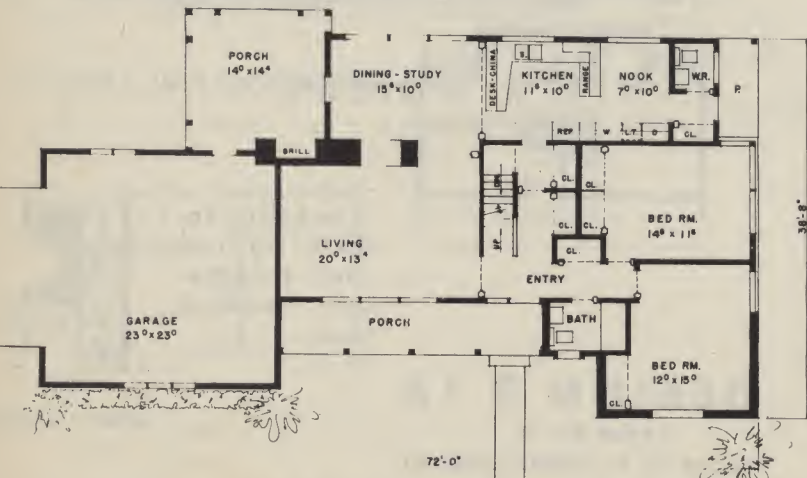 PORCH
14⁰ x 14⁴
DINING - STUDY
15⁶ x 10⁰
DESK-CHINA
S.
KITCHEN
11⁶ x 10⁰
RANGE
NOOK
7⁰ x 10⁰
W.R.
P.
GRILL
REF.
W
L.T.
D
CL.
CL.
CL.
CL.
CL.
CL.
DN.
UP
BED RM.
14⁶ x 11⁶
38'-8"
LIVING
20⁰ x 13⁴
ENTRY
GARAGE
23⁰ x 23⁰
PORCH
BATH
BED RM.
12⁰ x 15⁰
CL.
72'-0"